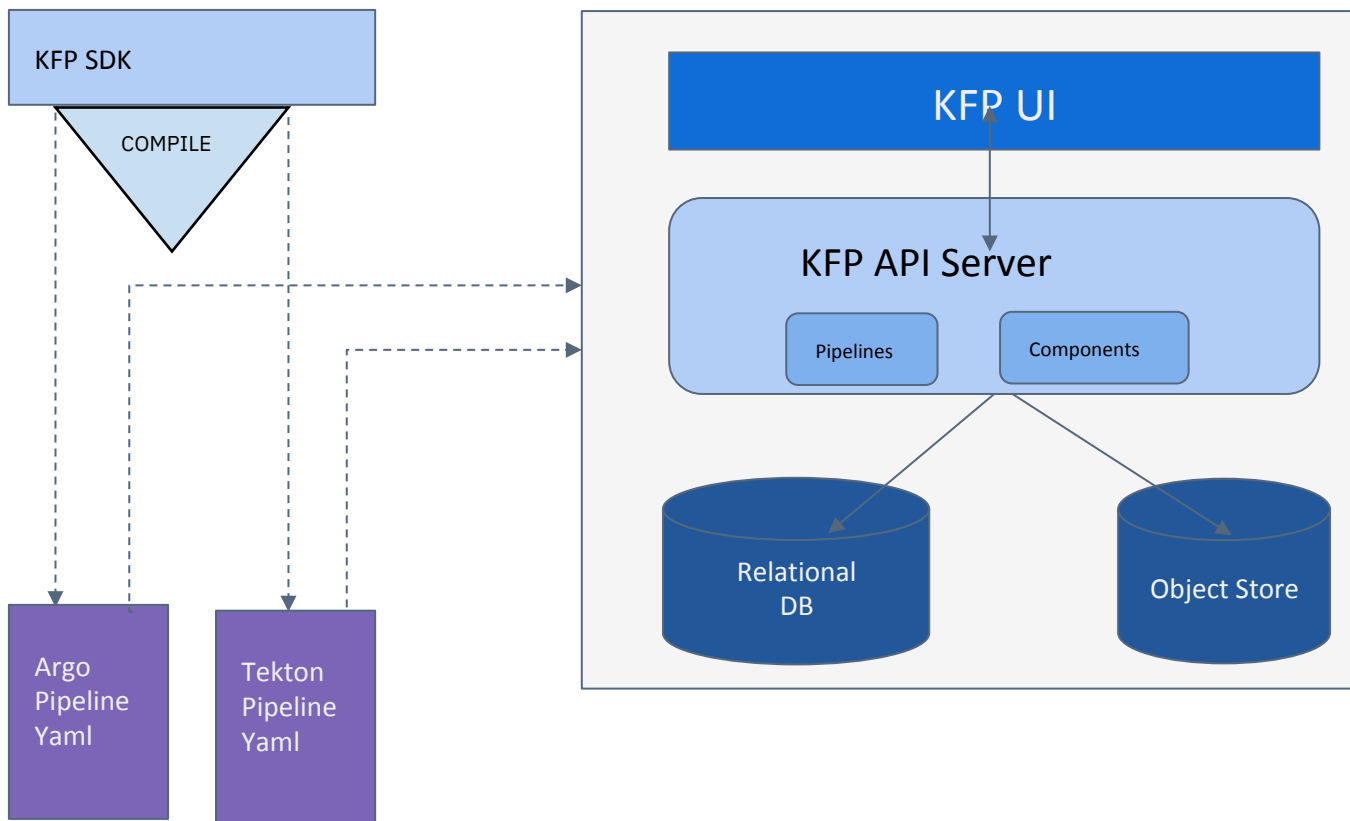 KFP SDK
COMPILE
KFP UI
KFP API Server
Pipelines
Components
Relational
DB
Object Store
Argo
Pipeline
Yaml
Tekton
Pipeline
Yaml